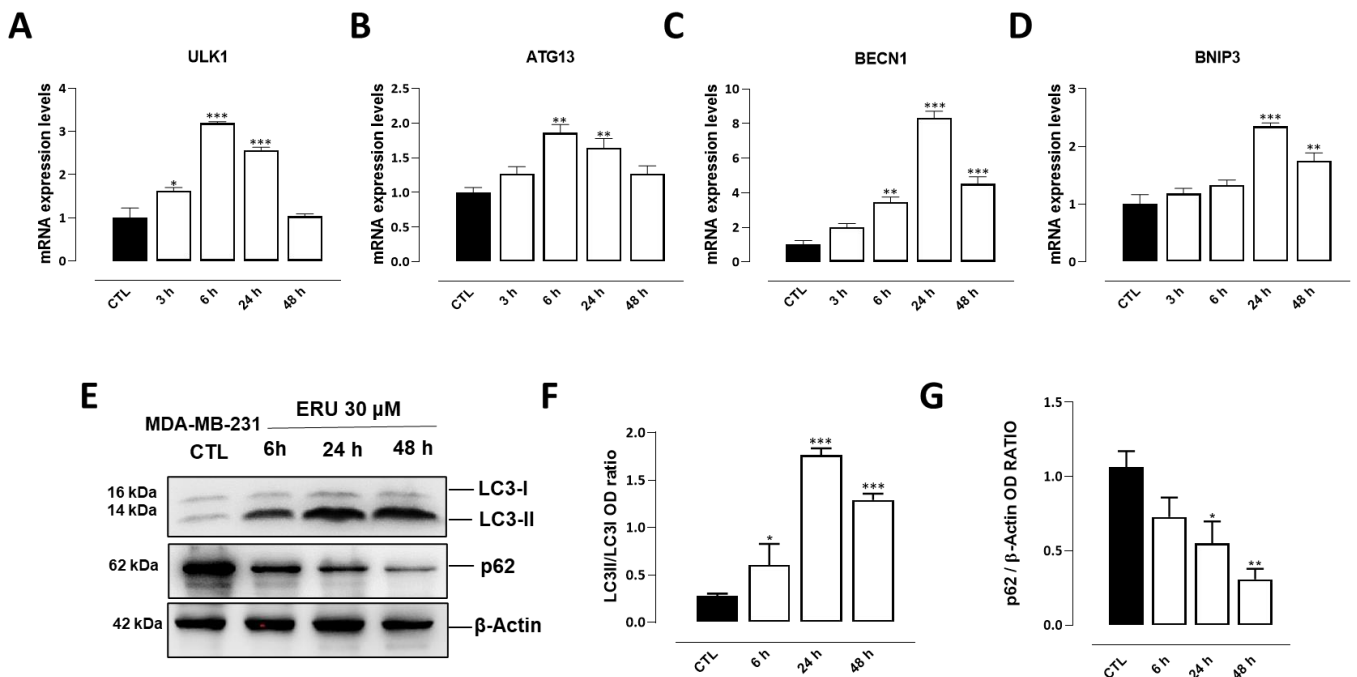 A
B
C
D
ULK1
ATG13
BECN1
BNIP3
mRNA expression levels
4
3
2
1
0
*
***
***
CTL
3 h
6 h
24 h
48 h
mRNA expression levels
2.5
2.0
1.5
1.0
0.5
0.0
**
**
CTL
3 h
6 h
24 h
48 h
mRNA expression levels
10
8
6
4
2
0
**
***
***
CTL
3 h
6 h
24 h
48 h
mRNA expression levels
3
2
1
0
***
**
CTL
3 h
6 h
24 h
48 h
E
MDA-MB-231
ERU 30 µM
CTL
6h
24 h
48 h
16 kDa
14 kDa
62 kDa
42 kDa
LC3-I
LC3-II
p62
β-Actin
F
LC3II/LC3I OD ratio
2.0
1.5
1.0
0.5
0.0
*
***
***
CTL
6 h
24 h
48 h
G
p62 / β-Actin OD RATIO
1.5
1.0
0.5
0.0
*
**
CTL
6 h
24 h
48 h